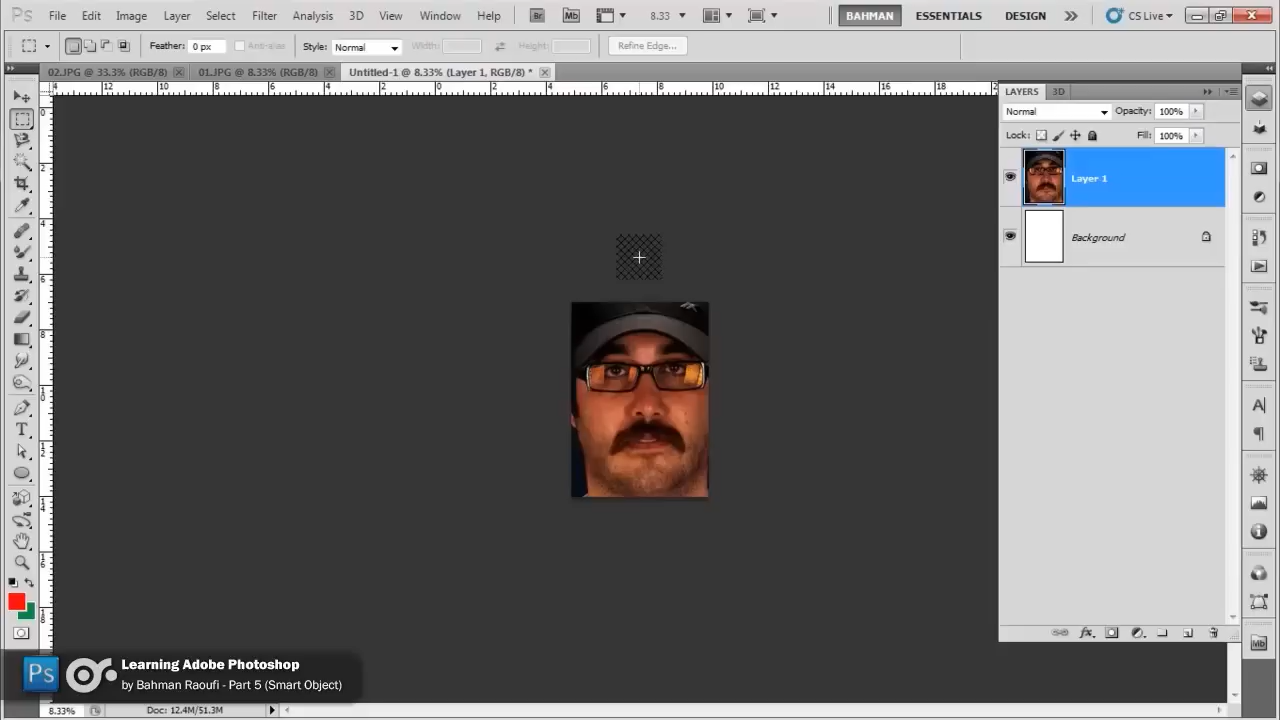 Ps File Edit Image Layer Select Filter Analysis 3D View Window Help Br Mb 8.33 BAHMAN ESSENTIALS DESIGN CS Live
Feather: 0 px Anti-alias Style: Normal Width: Height: Refine Edge...
02.JPG @ 33.3% (RGB/8) 01.JPG @ 8.33% (RGB/8) Untitled-1 @ 8.33% (Layer 1, RGB/8) *
LAYERS 3D
Normal Opacity: 100%
Lock: Fill: 100%
Layer 1
Background
Mb
Ps Learning Adobe Photoshop
by Bahman Raoufi - Part 5 (Smart Object)
8.33% Doc: 12.4M/51.3M